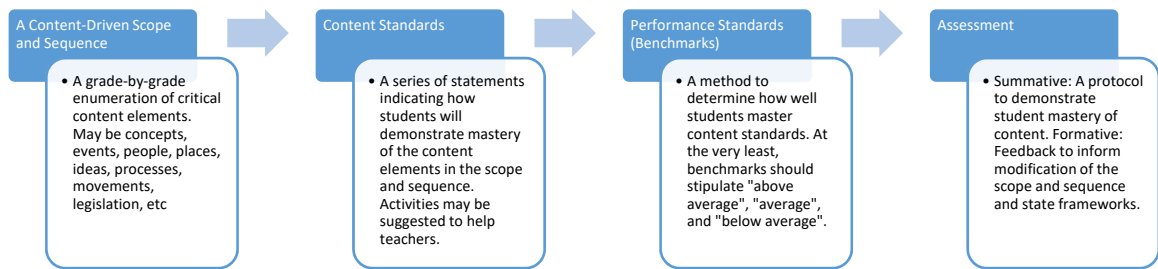 A Content-Driven Scope
and Sequence
• A grade-by-grade
enumeration of critical
content elements.
May be concepts,
events, people, places,
ideas, processes,
movements,
legislation, etc
Content Standards
• A series of statements
indicating how
students will
demonstrate mastery
of the content
elements in the scope
and sequence.
Activities may be
suggested to help
teachers.
Performance Standards
(Benchmarks)
• A method to
determine how well
students master
content standards. At
the very least,
benchmarks should
stipulate "above
average", "average",
and "below average".
Assessment
• Summative: A protocol
to demonstrate
student mastery of
content. Formative:
Feedback to inform
modification of the
scope and sequence
and state frameworks.